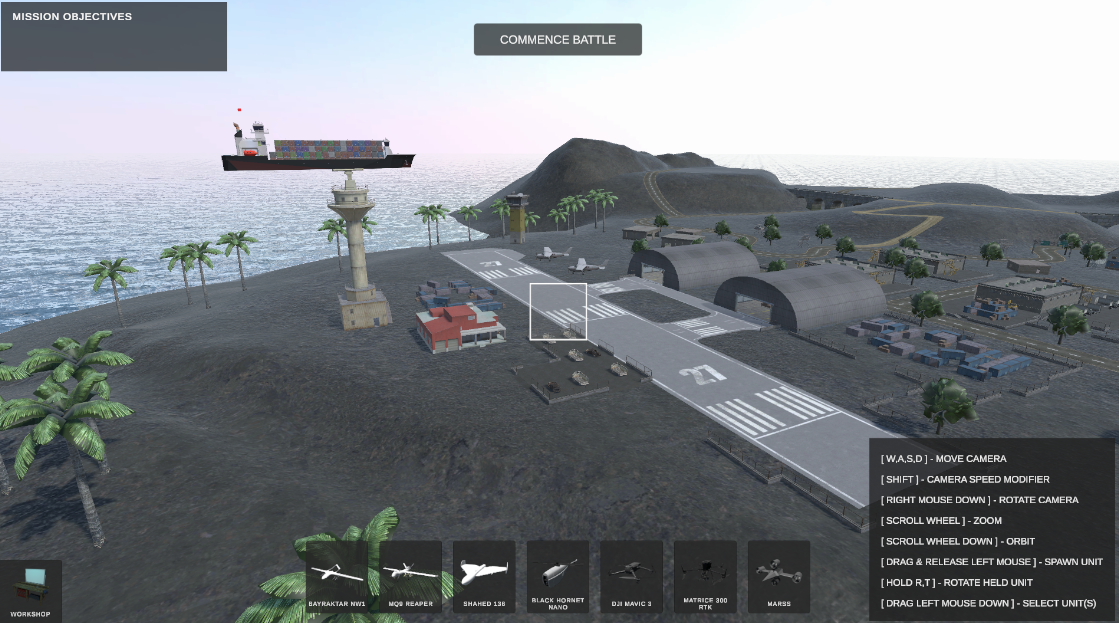 MISSION OBJECTIVES
COMMENCE BATTLE
27
27
[ W,A,S,D ] - MOVE CAMERA
[ SHIFT ] - CAMERA SPEED MODIFIER
[ RIGHT MOUSE DOWN ] - ROTATE CAMERA
[ SCROLL WHEEL ] - ZOOM
[ SCROLL WHEEL DOWN ] - ORBIT
[ DRAG & RELEASE LEFT MOUSE ] - SPAWN UNIT
[ HOLD R,T ] - ROTATE HELD UNIT
[ DRAG LEFT MOUSE DOWN ] - SELECT UNIT(S)
WORKSHOP
BAYRAKTAR NW1
MQ9 REAPER
SHAHED 136
BLACK HORNET
NANO
DJI MAVIC 3
MATRICE 300
RTK
MARSS